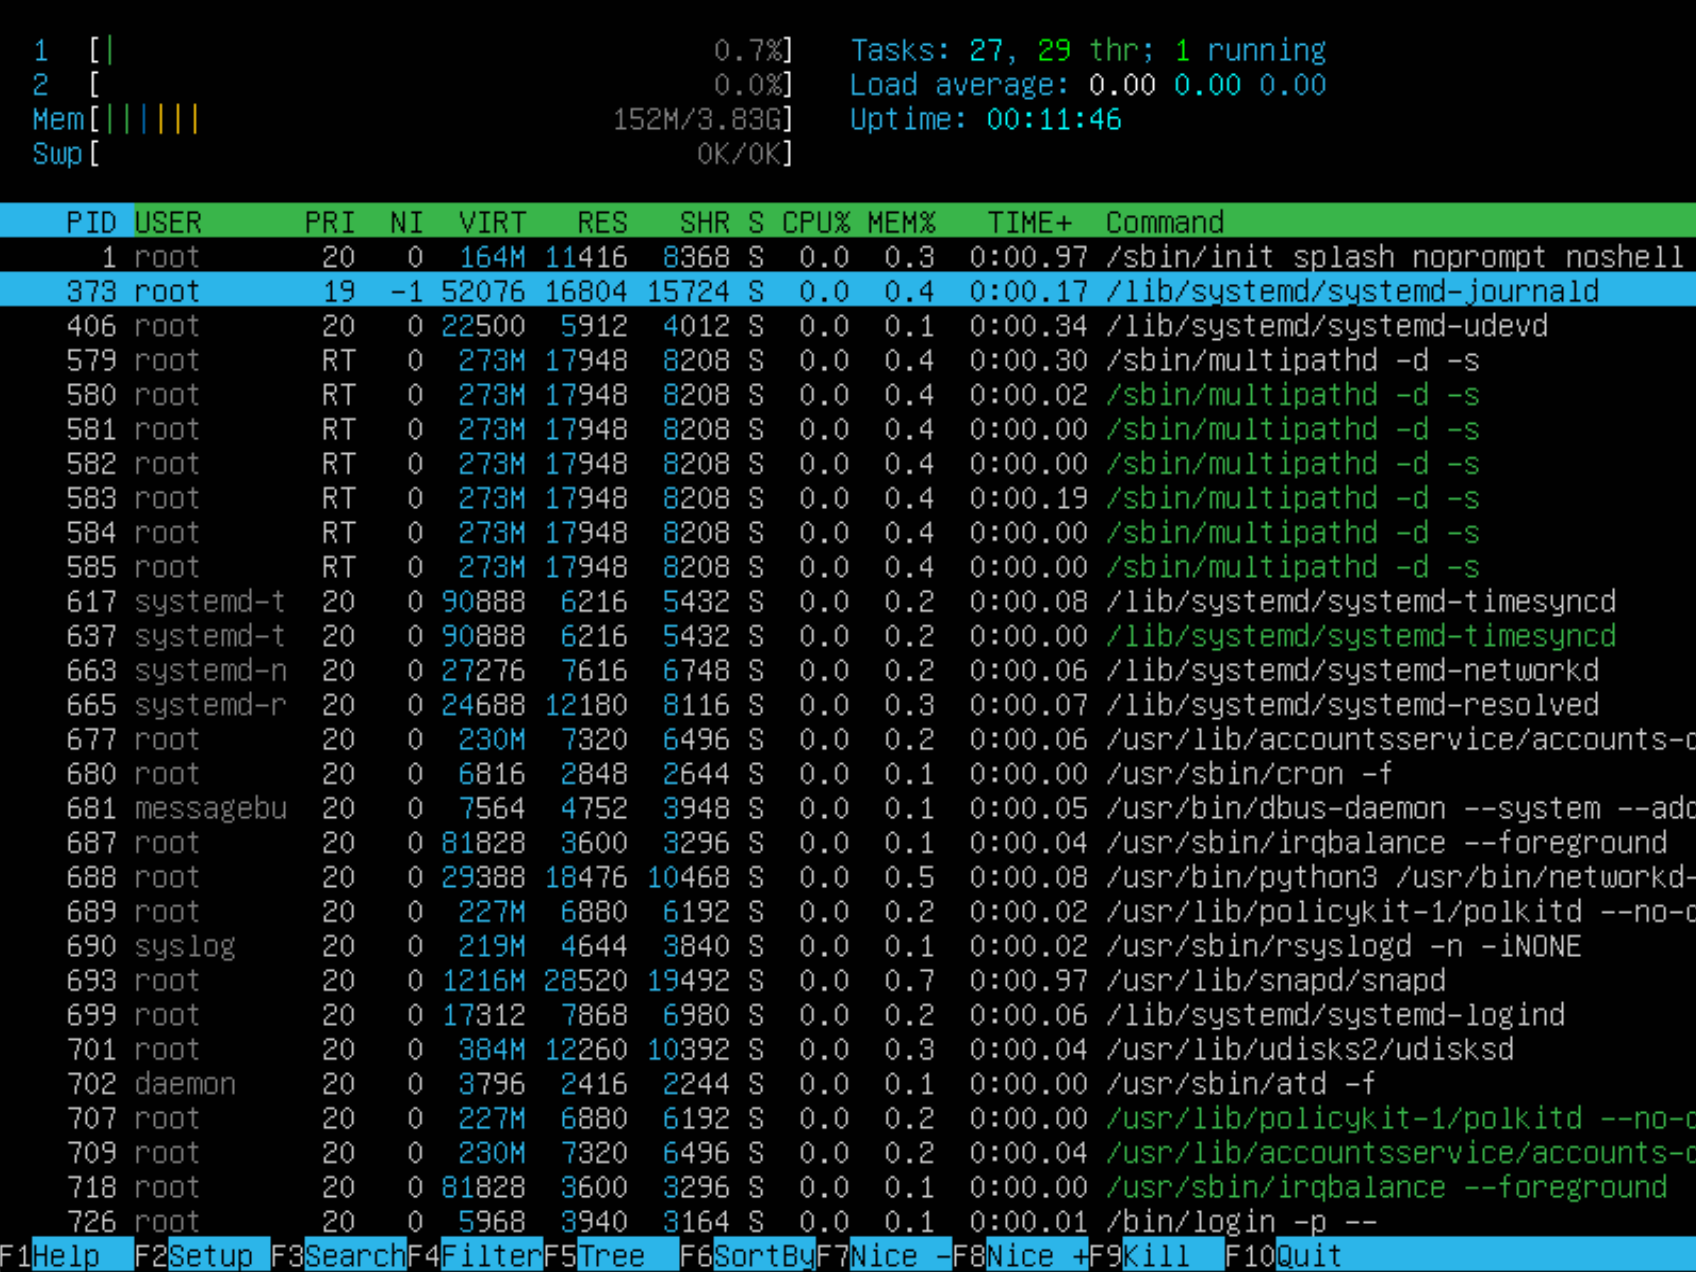 1 [| 0.7%] Tasks: 27, 29 thr; 1 running
2 [ 0.0%] Load average: 0.00 0.00 0.00
Mem[||||||| 152M/3.83G] Uptime: 00:11:46
Swp[ 0K/0K]
PID USER PRI NI VIRT RES SHR S CPU% MEM% TIME+ Command
1 root 20 0 164M 11416 8368 S 0.0 0.3 0:00.97 /sbin/init splash noprompt noshell
373 root 19 -1 52076 16804 15724 S 0.0 0.4 0:00.17 /lib/systemd/systemd-journald
406 root 20 0 22500 5912 4012 S 0.0 0.1 0:00.34 /lib/systemd/systemd-udevd
579 root RT 0 273M 17948 8208 S 0.0 0.4 0:00.30 /sbin/multipathd -d -s
580 root RT 0 273M 17948 8208 S 0.0 0.4 0:00.02 /sbin/multipathd -d -s
581 root RT 0 273M 17948 8208 S 0.0 0.4 0:00.00 /sbin/multipathd -d -s
582 root RT 0 273M 17948 8208 S 0.0 0.4 0:00.00 /sbin/multipathd -d -s
583 root RT 0 273M 17948 8208 S 0.0 0.4 0:00.19 /sbin/multipathd -d -s
584 root RT 0 273M 17948 8208 S 0.0 0.4 0:00.00 /sbin/multipathd -d -s
585 root RT 0 273M 17948 8208 S 0.0 0.4 0:00.00 /sbin/multipathd -d -s
617 systemd-t 20 0 90888 6216 5432 S 0.0 0.2 0:00.08 /lib/systemd/systemd-timesyncd
637 systemd-t 20 0 90888 6216 5432 S 0.0 0.2 0:00.00 /lib/systemd/systemd-timesyncd
663 systemd-n 20 0 27276 7616 6748 S 0.0 0.2 0:00.06 /lib/systemd/systemd-networkd
665 systemd-r 20 0 24688 12180 8116 S 0.0 0.3 0:00.07 /lib/systemd/systemd-resolved
677 root 20 0 230M 7320 6496 S 0.0 0.2 0:00.06 /usr/lib/accountsservice/accounts-d
680 root 20 0 6816 2848 2644 S 0.0 0.1 0:00.00 /usr/sbin/cron -f
681 messagebu 20 0 7564 4752 3948 S 0.0 0.1 0:00.05 /usr/bin/dbus-daemon --system --add
687 root 20 0 81828 3600 3296 S 0.0 0.1 0:00.04 /usr/sbin/irqbalance --foreground
688 root 20 0 29388 18476 10468 S 0.0 0.5 0:00.08 /usr/bin/python3 /usr/bin/networkd-
689 root 20 0 227M 6880 6192 S 0.0 0.2 0:00.02 /usr/lib/policykit-1/polkitd --no-d
690 syslog 20 0 219M 4644 3840 S 0.0 0.1 0:00.02 /usr/sbin/rsyslogd -n -iNONE
693 root 20 0 1216M 28520 19492 S 0.0 0.7 0:00.97 /usr/lib/snapd/snapd
699 root 20 0 17312 7868 6980 S 0.0 0.2 0:00.06 /lib/systemd/systemd-logind
701 root 20 0 384M 12260 10392 S 0.0 0.3 0:00.04 /usr/lib/udisks2/udisksd
702 daemon 20 0 3796 2416 2244 S 0.0 0.1 0:00.00 /usr/sbin/atd -f
707 root 20 0 227M 6880 6192 S 0.0 0.2 0:00.00 /usr/lib/policykit-1/polkitd --no-d
709 root 20 0 230M 7320 6496 S 0.0 0.2 0:00.04 /usr/lib/accountsservice/accounts-d
718 root 20 0 81828 3600 3296 S 0.0 0.1 0:00.00 /usr/sbin/irqbalance --foreground
726 root 20 0 5968 3940 3164 S 0.0 0.1 0:00.01 /bin/login -p --
F1Help F2Setup F3SearchF4FilterF5Tree F6SortByF7Nice -F8Nice +F9Kill F10Quit